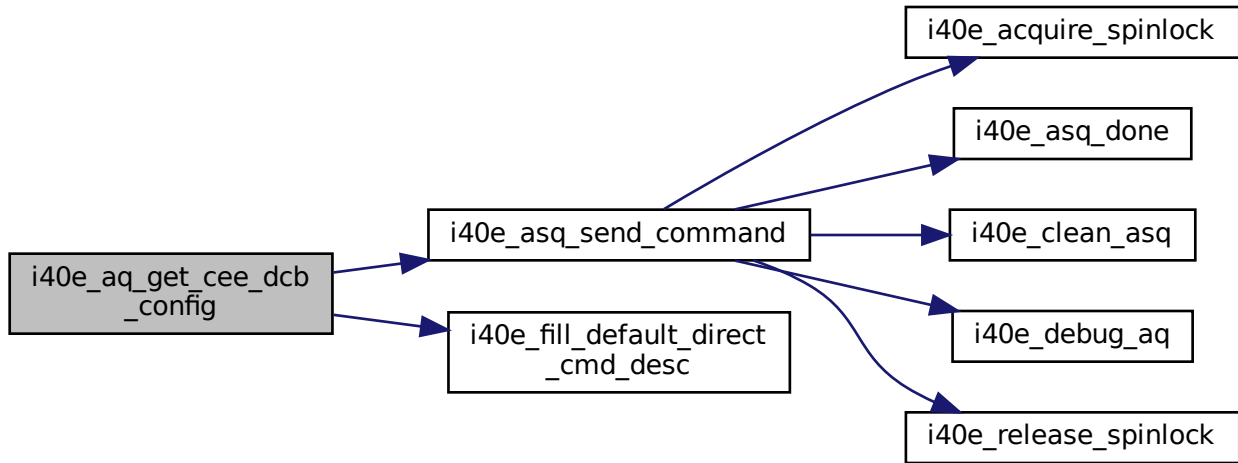 i40e_aq_get_cee_dcb
_config
i40e_asq_send_command
i40e_fill_default_direct
_cmd_desc
i40e_acquire_spinlock
i40e_asq_done
i40e_clean_asq
i40e_debug_aq
i40e_release_spinlock